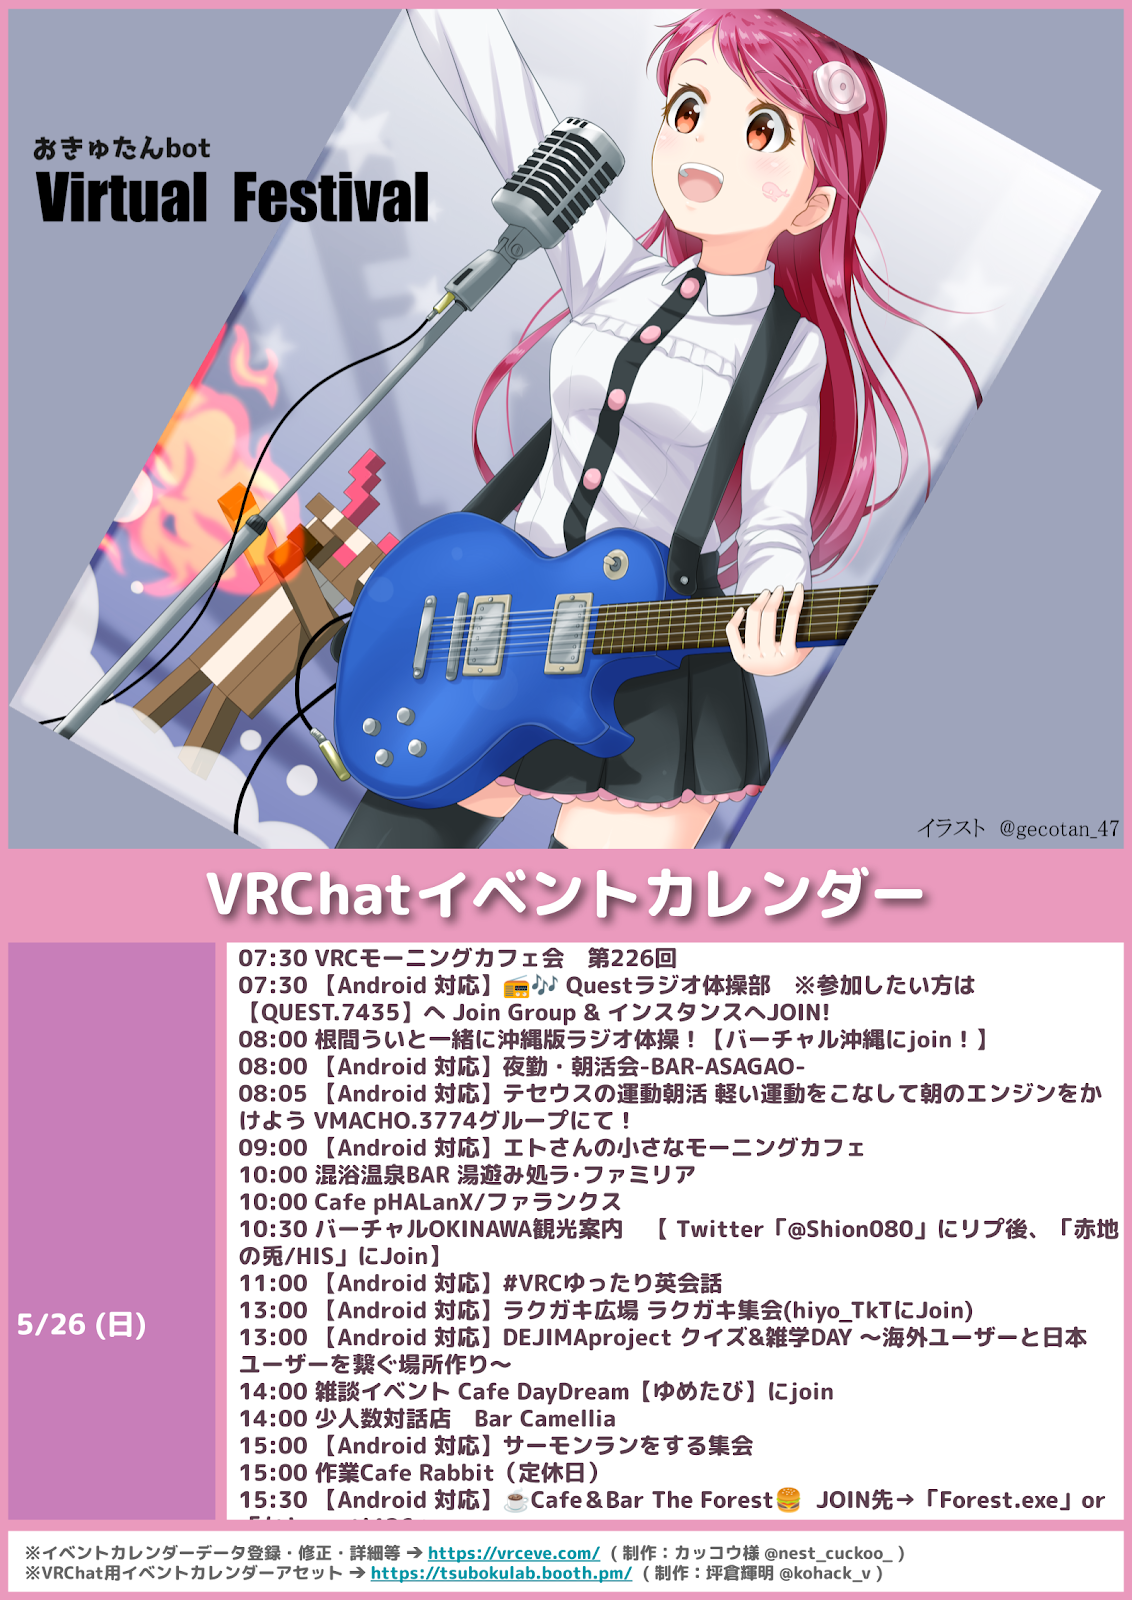 おきゅたんbot
Virtual Festival
イラスト @gecotan_47
VRChatイベントカレンダー
5/26 (日)
07:30 VRCモーニングカフェ会　第226回
07:30 【Android 対応】📻🎶 Questラジオ体操部　※参加したい方は
【QUEST.7435】へ Join Group & インスタンスへJOIN!
08:00 根間ういと一緒に沖縄版ラジオ体操！【バーチャル沖縄にjoin！】
08:00 【Android 対応】夜勤・朝活会-BAR-ASAGAO-
08:05 【Android 対応】テセウスの運動朝活 軽い運動をこなして朝のエンジンをか
けよう VMACHO.3774グループにて！
09:00 【Android 対応】エトさんの小さなモーニングカフェ
10:00 混浴温泉BAR 湯遊み処ラ･ファミリア
10:00 Cafe pHALanX/ファランクス
10:30 バーチャルOKINAWA観光案内　【 Twitter「@Shion080」にリプ後、「赤地
の兎/HIS」にJoin】
11:00 【Android 対応】#VRCゆったり英会話
13:00 【Android 対応】ラクガキ広場 ラクガキ集会(hiyo_TkTにJoin)
13:00 【Android 対応】DEJIMAproject クイズ&雑学DAY ～海外ユーザーと日本
ユーザーを繋ぐ場所作り～
14:00 雑談イベント Cafe DayDream【ゆめたび】にjoin
14:00 少人数対話店　Bar Camellia
15:00 【Android 対応】サーモンランをする集会
15:00 作業Cafe Rabbit（定休日）
15:30 【Android 対応】☕Cafe＆Bar The Forest🍔 JOIN先→「Forest.exe」or
※イベントカレンダーデータ登録・修正・詳細等 ➔ https://vrceve.com/ ( 制作：カッコウ様 @nest_cuckoo_ )
※VRChat用イベントカレンダーアセット ➔ https://tsubokulab.booth.pm/ ( 制作：坪倉輝明 @kohack_v )